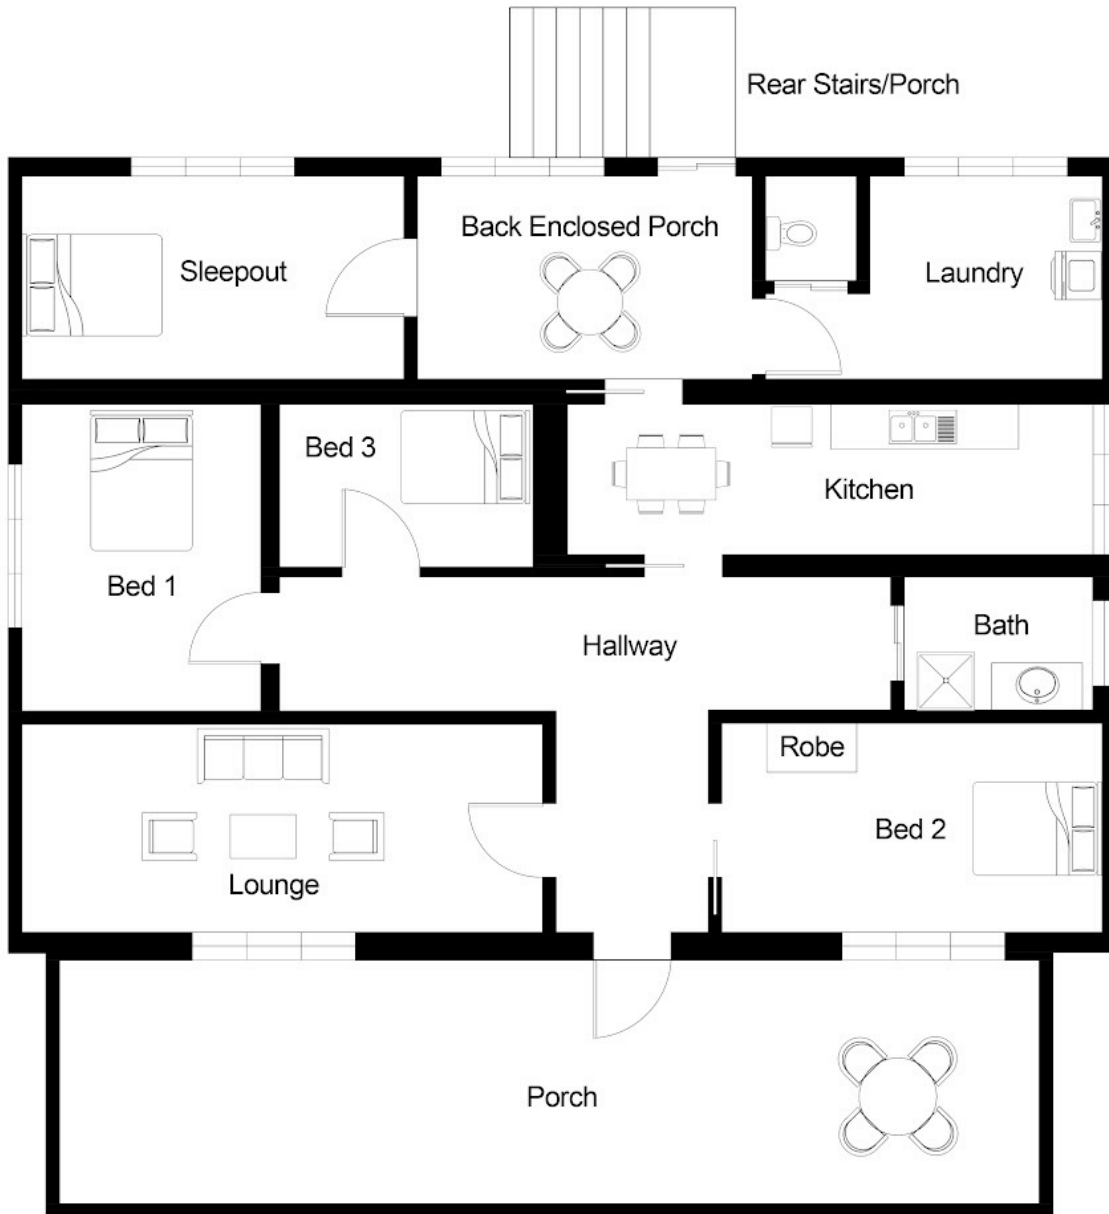 Rear Stairs/Porch
Back Enclosed Porch
Sleepout
Laundry
Bed 3
Kitchen
Bed 1
Bath
Hallway
Robe
Bed 2
Lounge
Porch